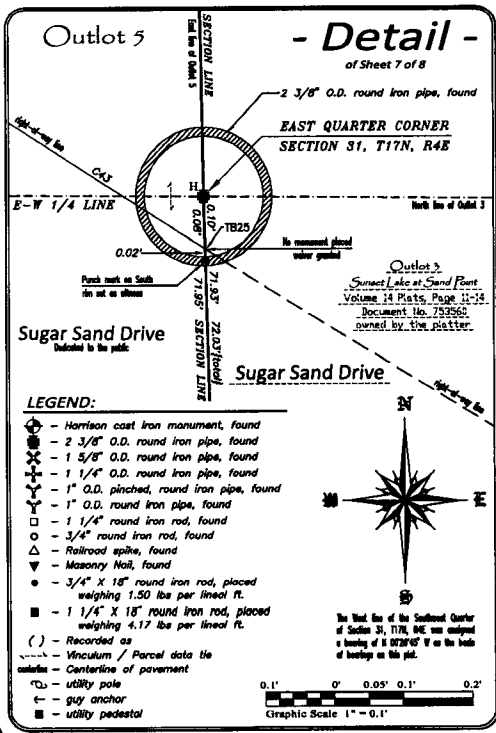 Outlot 5
- Detail -
of Sheet 7 of 8
SECTION LINE
East line of Outlot 5
2 3/8" O.D. round iron pipe, found
right-of-way line
EAST QUARTER CORNER
SECTION 31, T17N, R4E
C43
H
E-W 1/4 LINE
North line of Outlot 3
0.10'
0.08'
TB25
0.02'
No monument placed
waiver granted
Punch mark on South
rim set as witness
Outlot 3
Sunset Lake at Sand Point
Volume 14 Plats, Page 11-14
Document No. 753560
owned by the platter
71.93'
71.95'
72.03' (total)
SECTION LINE
Sugar Sand Drive
Dedicated to the public
Sugar Sand Drive
right-of-way line
LEGEND:
- Harrison cast iron monument, found
- 2 3/8" O.D. round iron pipe, found
- 1 5/8" O.D. round iron pipe, found
- 1 1/4" O.D. round iron pipe, found
- 1" O.D. pinched, round iron pipe, found
- 1" O.D. round iron pipe, found
- 1 1/4" round iron rod, found
- 3/4" round iron rod, found
- Railroad spike, found
- Masonry Nail, found
- 3/4" X 18" round iron rod, placed
weighing 1.50 lbs per lineal ft.
- 1 1/4" X 18" round iron rod, placed
weighing 4.17 lbs per lineal ft.
( ) - Recorded as
- Vinculum / Parcel data tie
centerline - Centerline of pavement
- utility pole
- guy anchor
- utility pedestal
N
W
E
S
The West line of the Southwest Quarter
of Section 31, T17N, R4E was assigned
a bearing of N 00°28'45" W as the basis
of bearings on this plat.
0.1' 0' 0.05' 0.1' 0.2'
Graphic Scale 1" = 0.1'